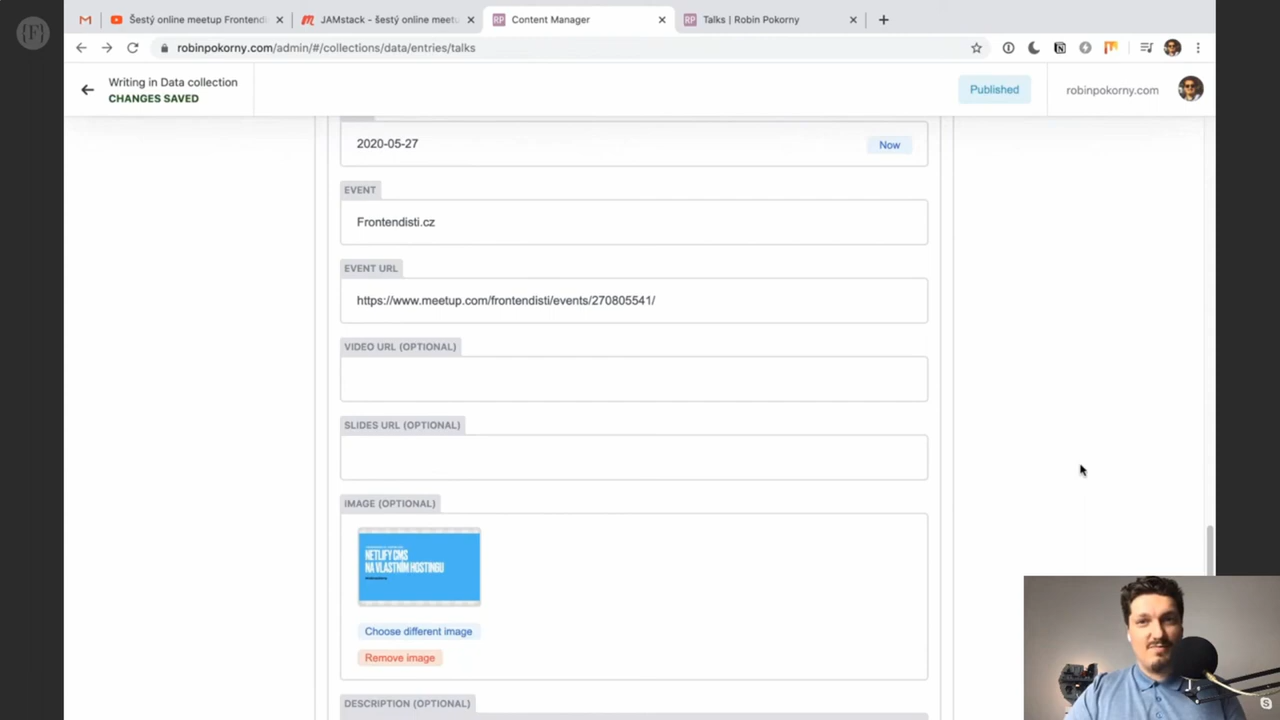 Šestý online meetup Frontendi
JAMstack - šestý online meetu
Content Manager
Talks | Robin Pokorny
robinpokorny.com/admin/#/collections/data/entries/talks
Writing in Data collection
CHANGES SAVED
Published
robinpokorny.com
2020-05-27
Now
EVENT
Frontendisti.cz
EVENT URL
https://www.meetup.com/frontendisti/events/270805541/
VIDEO URL (OPTIONAL)
SLIDES URL (OPTIONAL)
IMAGE (OPTIONAL)
NETLIFY CMS
NA VLASTNÍM HOSTINGU
Choose different image
Remove image
DESCRIPTION (OPTIONAL)